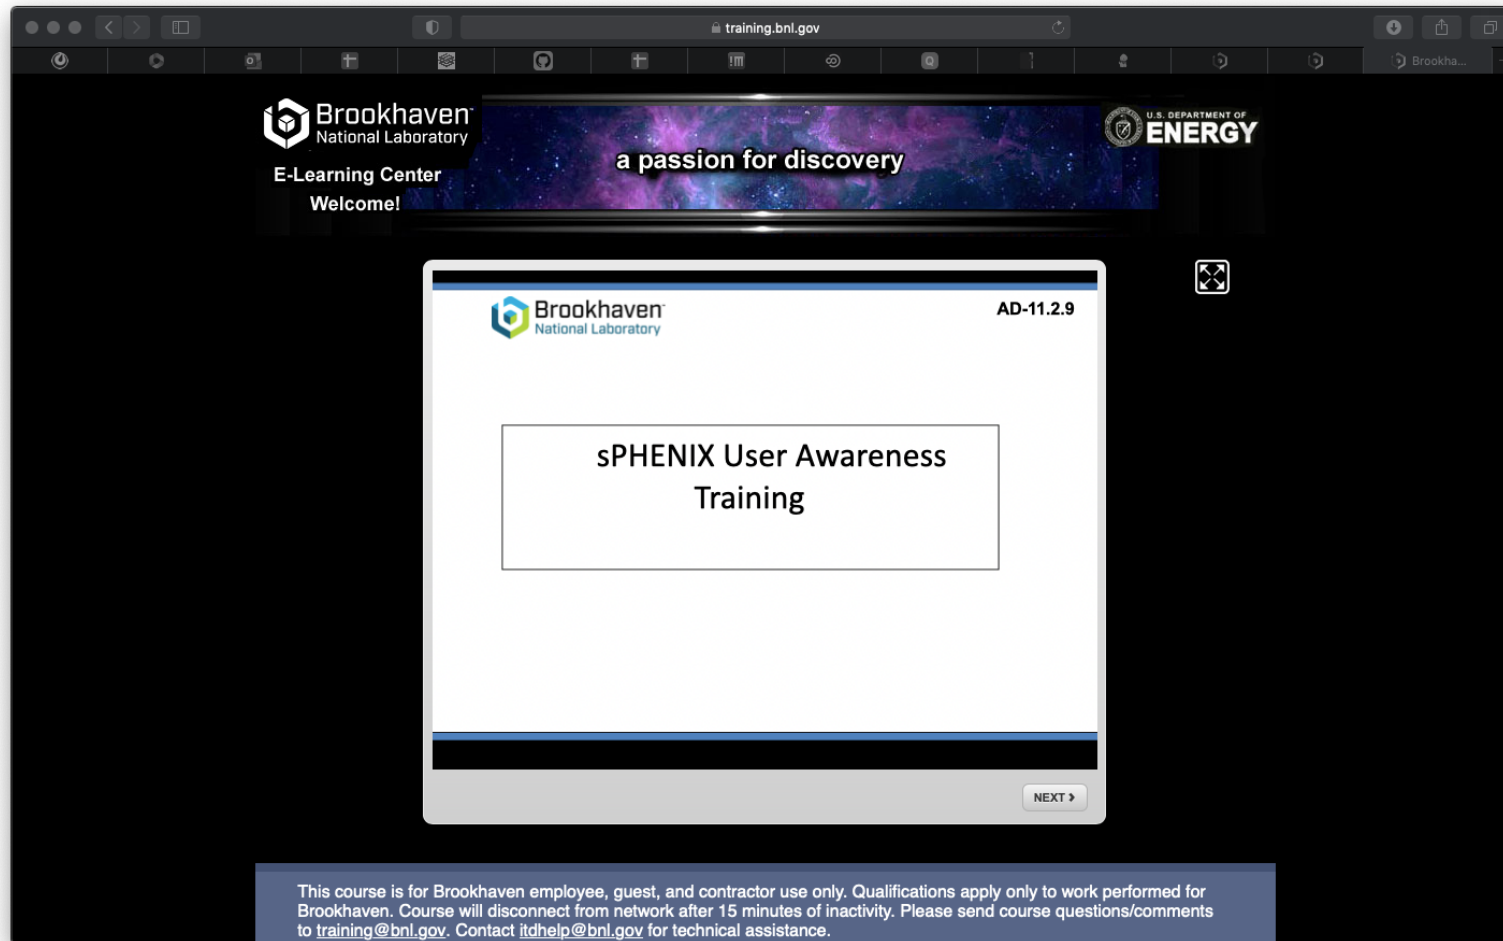 training.bnl.gov
Brookha...
Brookhaven
National Laboratory
E-Learning Center
Welcome!
a passion for discovery
U.S. DEPARTMENT OF
ENERGY
Brookhaven
National Laboratory
AD-11.2.9
sPHENIX User Awareness
Training
NEXT
This course is for Brookhaven employee, guest, and contractor use only. Qualifications apply only to work performed for
Brookhaven. Course will disconnect from network after 15 minutes of inactivity. Please send course questions/comments
to training@bnl.gov. Contact itdhelp@bnl.gov for technical assistance.